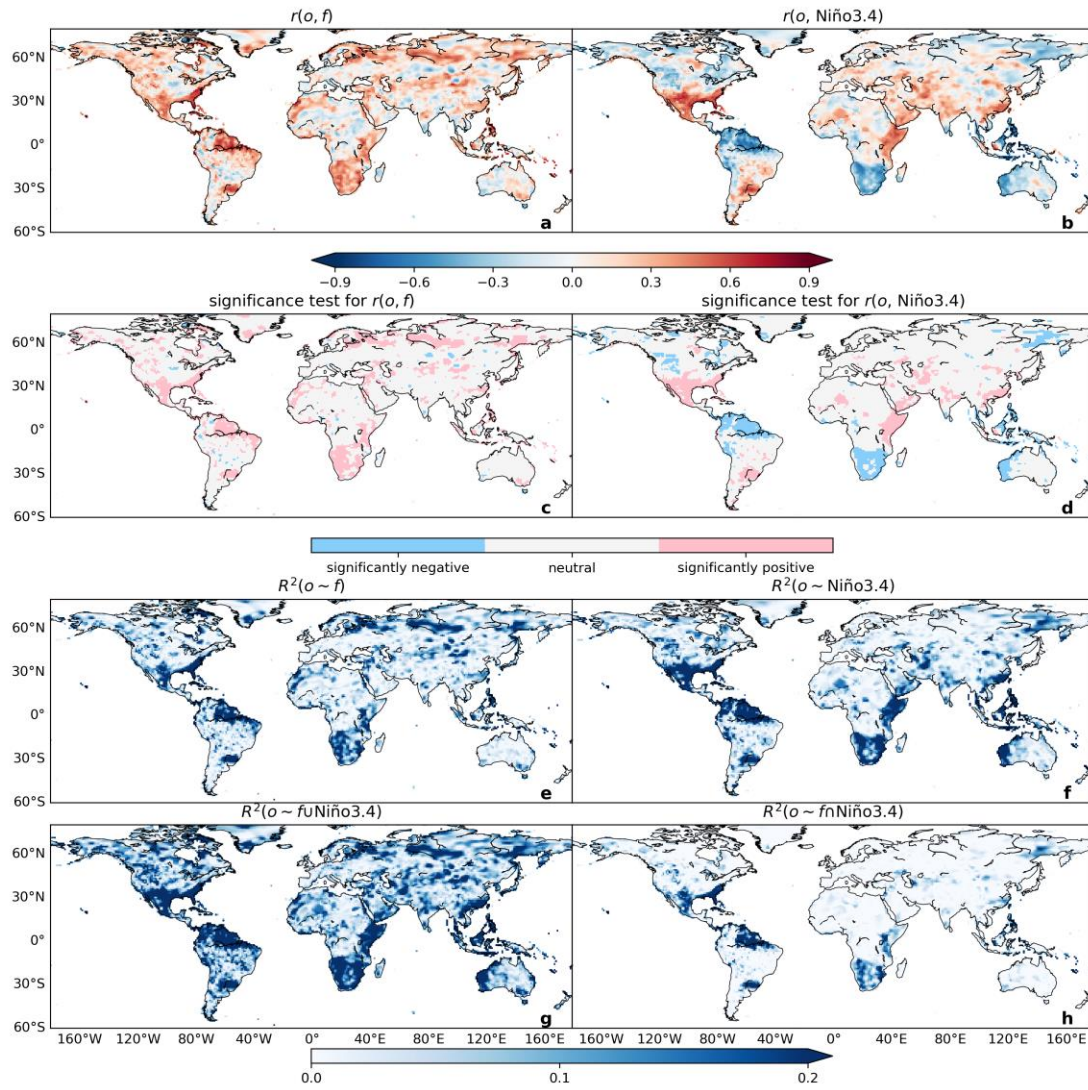 r(o, f)
r(o, Niño3.4)
60°N
30°N
0°
30°S
60°S
a
b
−0.9 −0.6 −0.3 0.0 0.3 0.6 0.9
significance test for r(o, f)
significance test for r(o, Niño3.4)
60°N
30°N
0°
30°S
60°S
c
d
significantly negative neutral significantly positive
R²(o ~ f)
R²(o ~ Niño3.4)
60°N
30°N
0°
30°S
60°S
e
f
R²(o ~ f∪Niño3.4)
R²(o ~ f∩Niño3.4)
60°N
30°N
0°
30°S
60°S
g
h
160°W 120°W 80°W 40°W 0° 40°E 80°E 120°E 160°E
160°W 120°W 80°W 40°W 0° 40°E 80°E 120°E 160°E
0.0 0.1 0.2